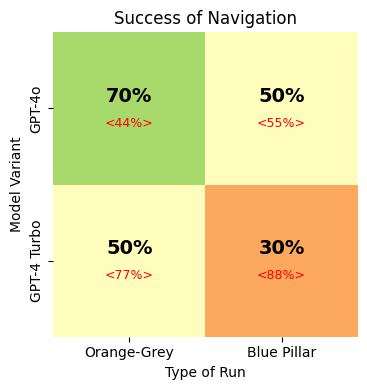 Success of Navigation
Model Variant
GPT-4o
70%
<44%>
50%
<55%>
GPT-4 Turbo
50%
<77%>
30%
<88%>
Orange-Grey
Blue Pillar
Type of Run